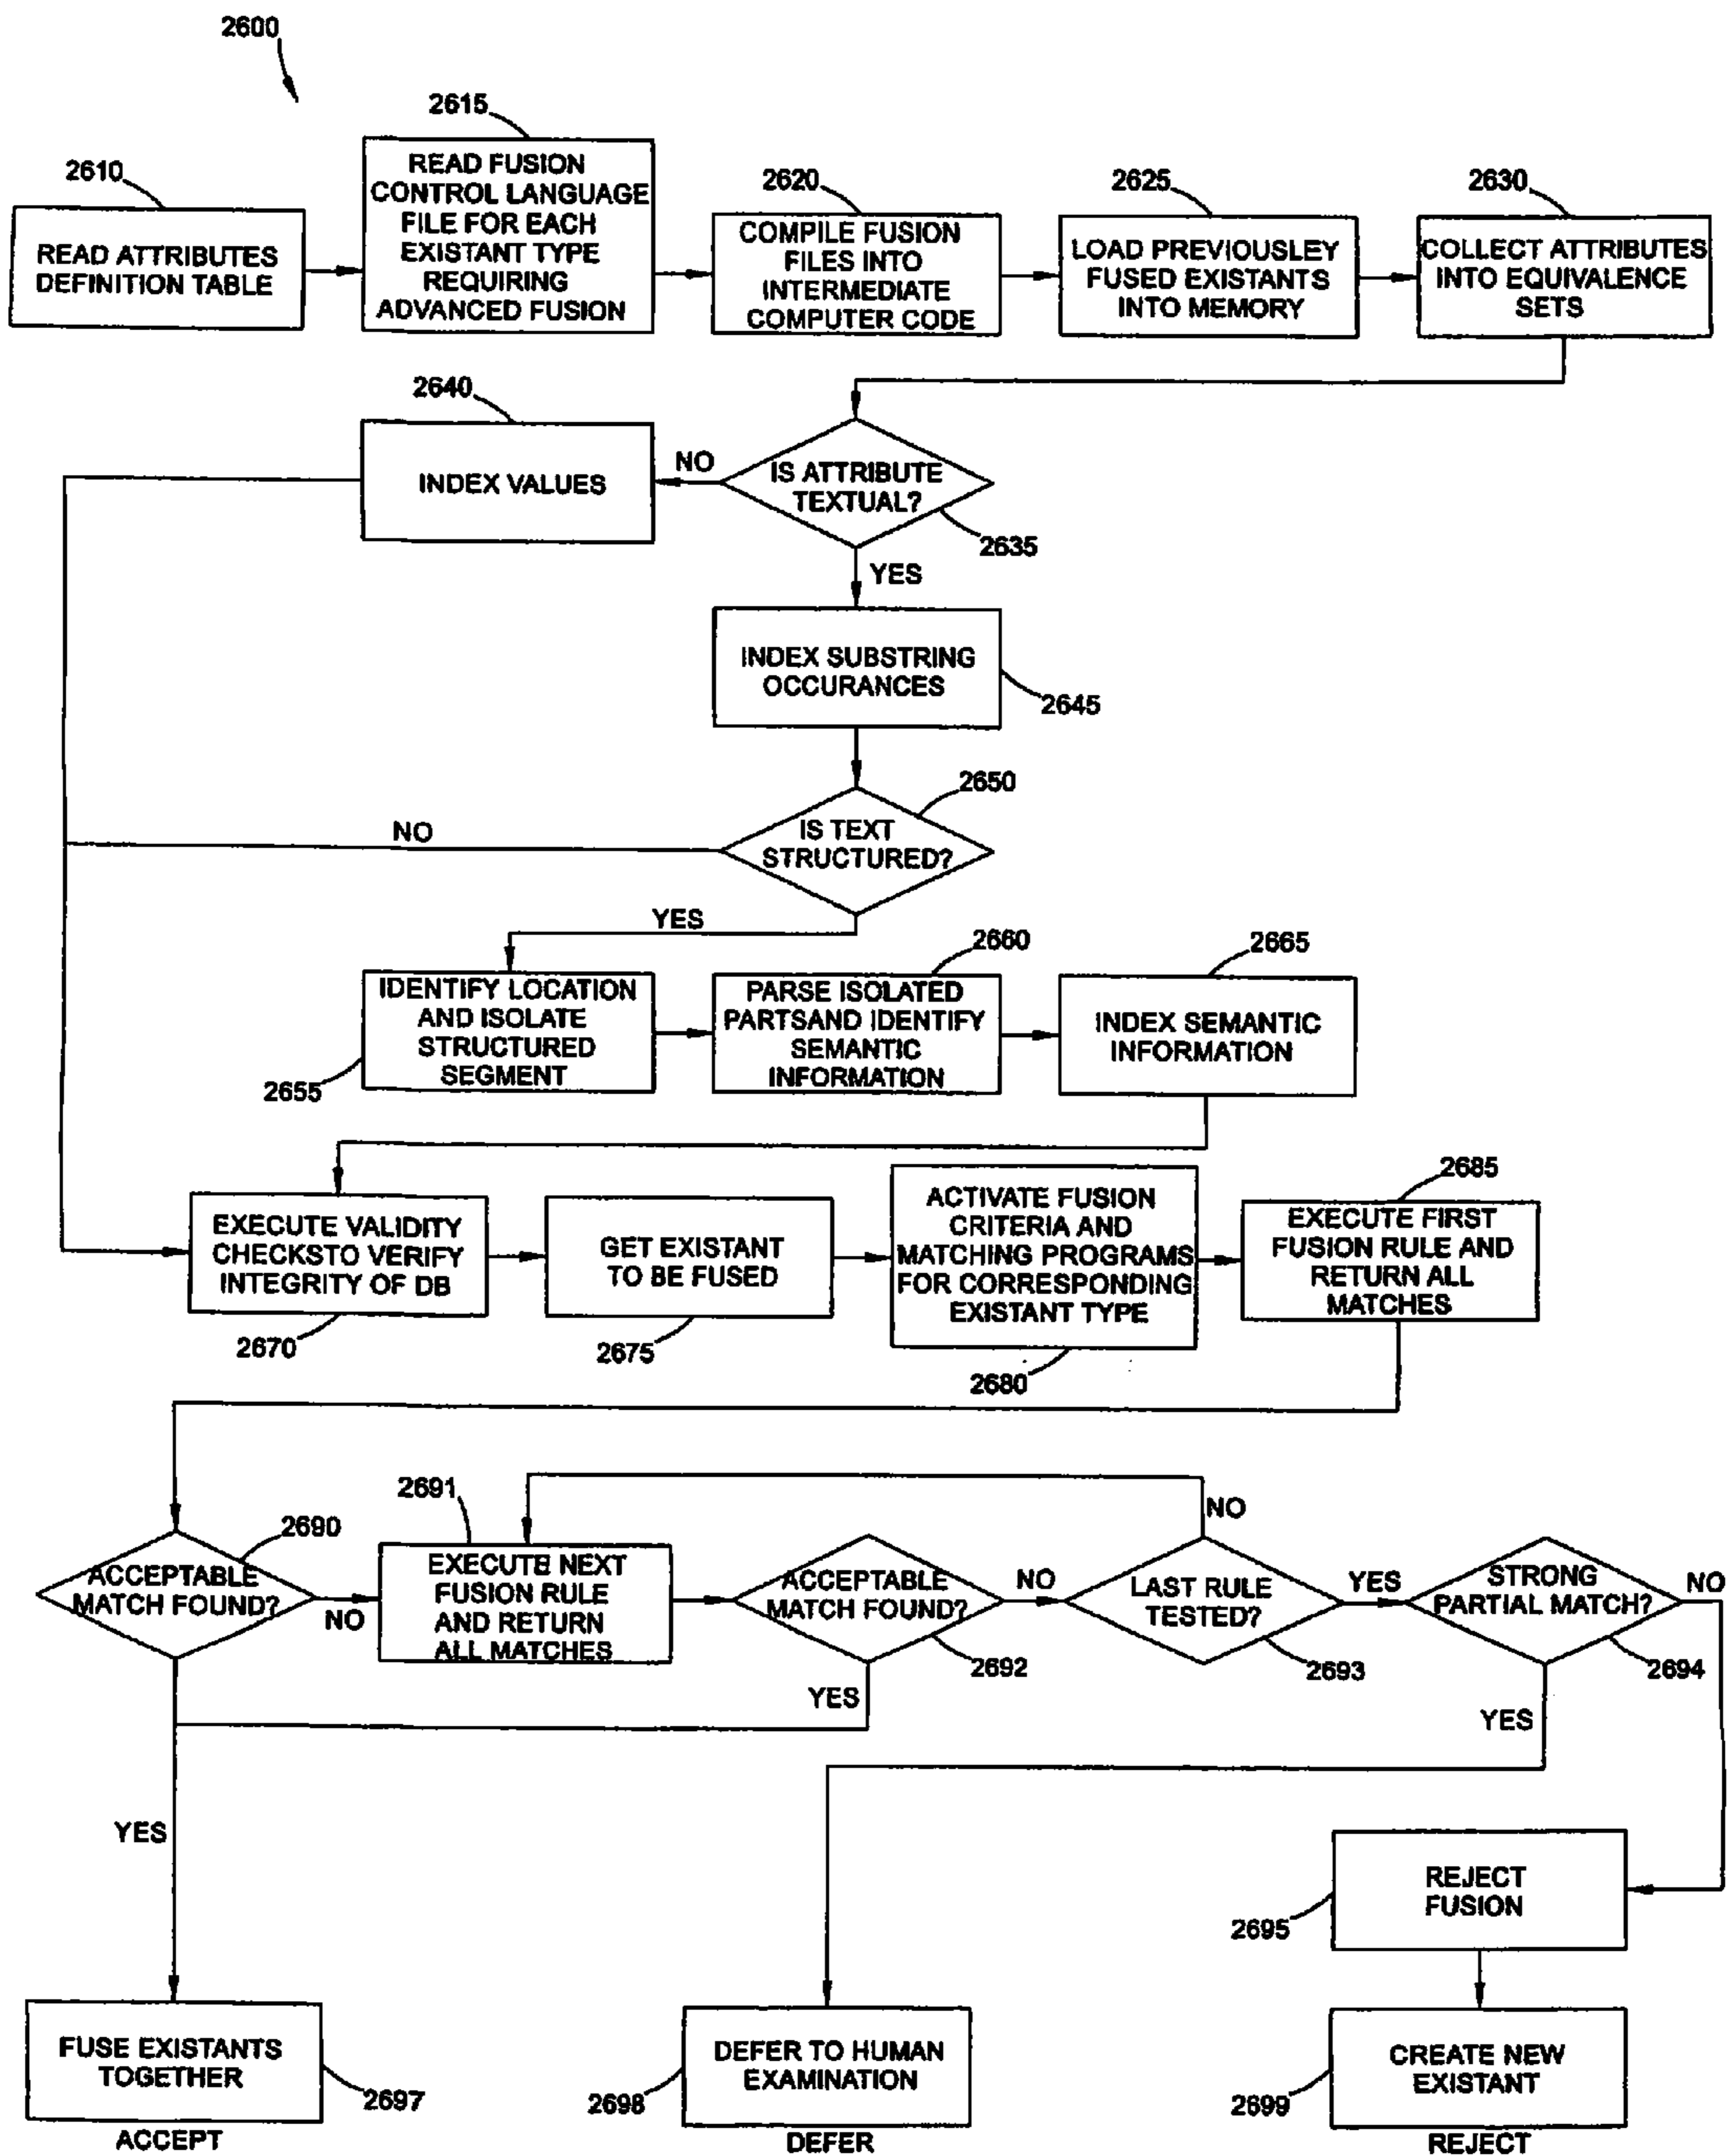 2600
2610
READ ATTRIBUTES
DEFINITION TABLE
2615
READ FUSION
CONTROL LANGUAGE
FILE FOR EACH
EXISTANT TYPE
REQUIRING
ADVANCED FUSION
2620
COMPILE FUSION
FILES INTO
INTERMEDIATE
COMPUTER CODE
2625
LOAD PREVIOUSLEY
FUSED EXISTANTS
INTO MEMORY
2630
COLLECT ATTRIBUTES
INTO EQUIVALENCE
SETS
2640
INDEX VALUES
NO
IS ATTRIBUTE
TEXTUAL?
2635
YES
INDEX SUBSTRING
OCCURANCES
2645
2650
NO
IS TEXT
STRUCTURED?
YES
IDENTIFY LOCATION
AND ISOLATE
STRUCTURED
SEGMENT
2655
2660
PARSE ISOLATED
PARTSAND IDENTIFY
SEMANTIC
INFORMATION
2665
INDEX SEMANTIC
INFORMATION
EXECUTE VALIDITY
CHECKSTO VERIFY
INTEGRITY OF DB
2670
GET EXISTANT
TO BE FUSED
2675
ACTIVATE FUSION
CRITERIA AND
MATCHING PROGRAMS
FOR CORRESPONDING
EXISTANT TYPE
2680
2685
EXECUTE FIRST
FUSION RULE AND
RETURN ALL
MATCHES
2690
ACCEPTABLE
MATCH FOUND?
NO
2691
EXECUTE NEXT
FUSION RULE
AND RETURN
ALL MATCHES
ACCEPTABLE
MATCH FOUND?
2692
NO
YES
NO
LAST RULE
TESTED?
2693
YES
STRONG
PARTIAL MATCH?
2694
NO
YES
YES
REJECT
FUSION
2695
FUSE EXISTANTS
TOGETHER
2697
ACCEPT
DEFER TO HUMAN
EXAMINATION
2698
DEFER
CREATE NEW
EXISTANT
2699
REJECT